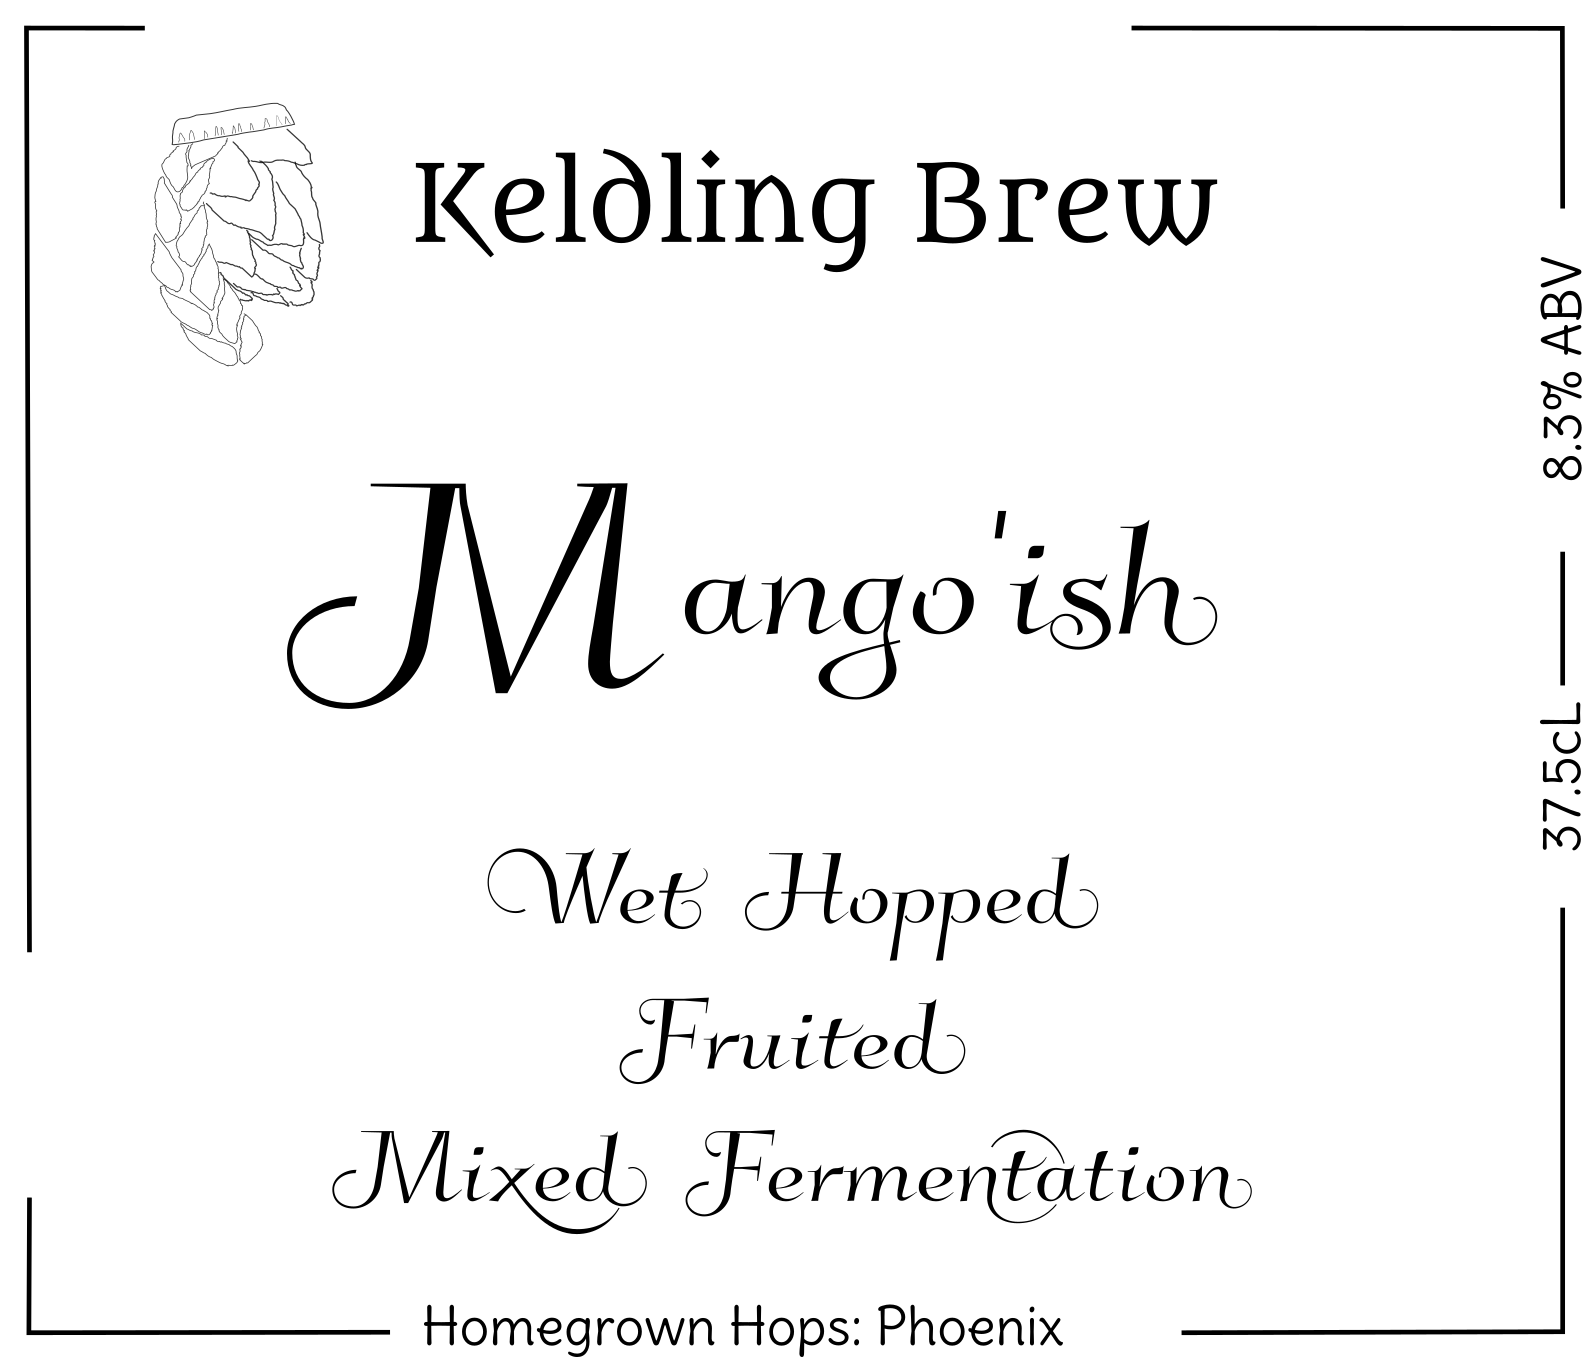 Keldling Brew
Mango'ish
Wet Hopped
Fruited
Mixed Fermentation
Homegrown Hops: Phoenix
37.5cL
8.3% ABV